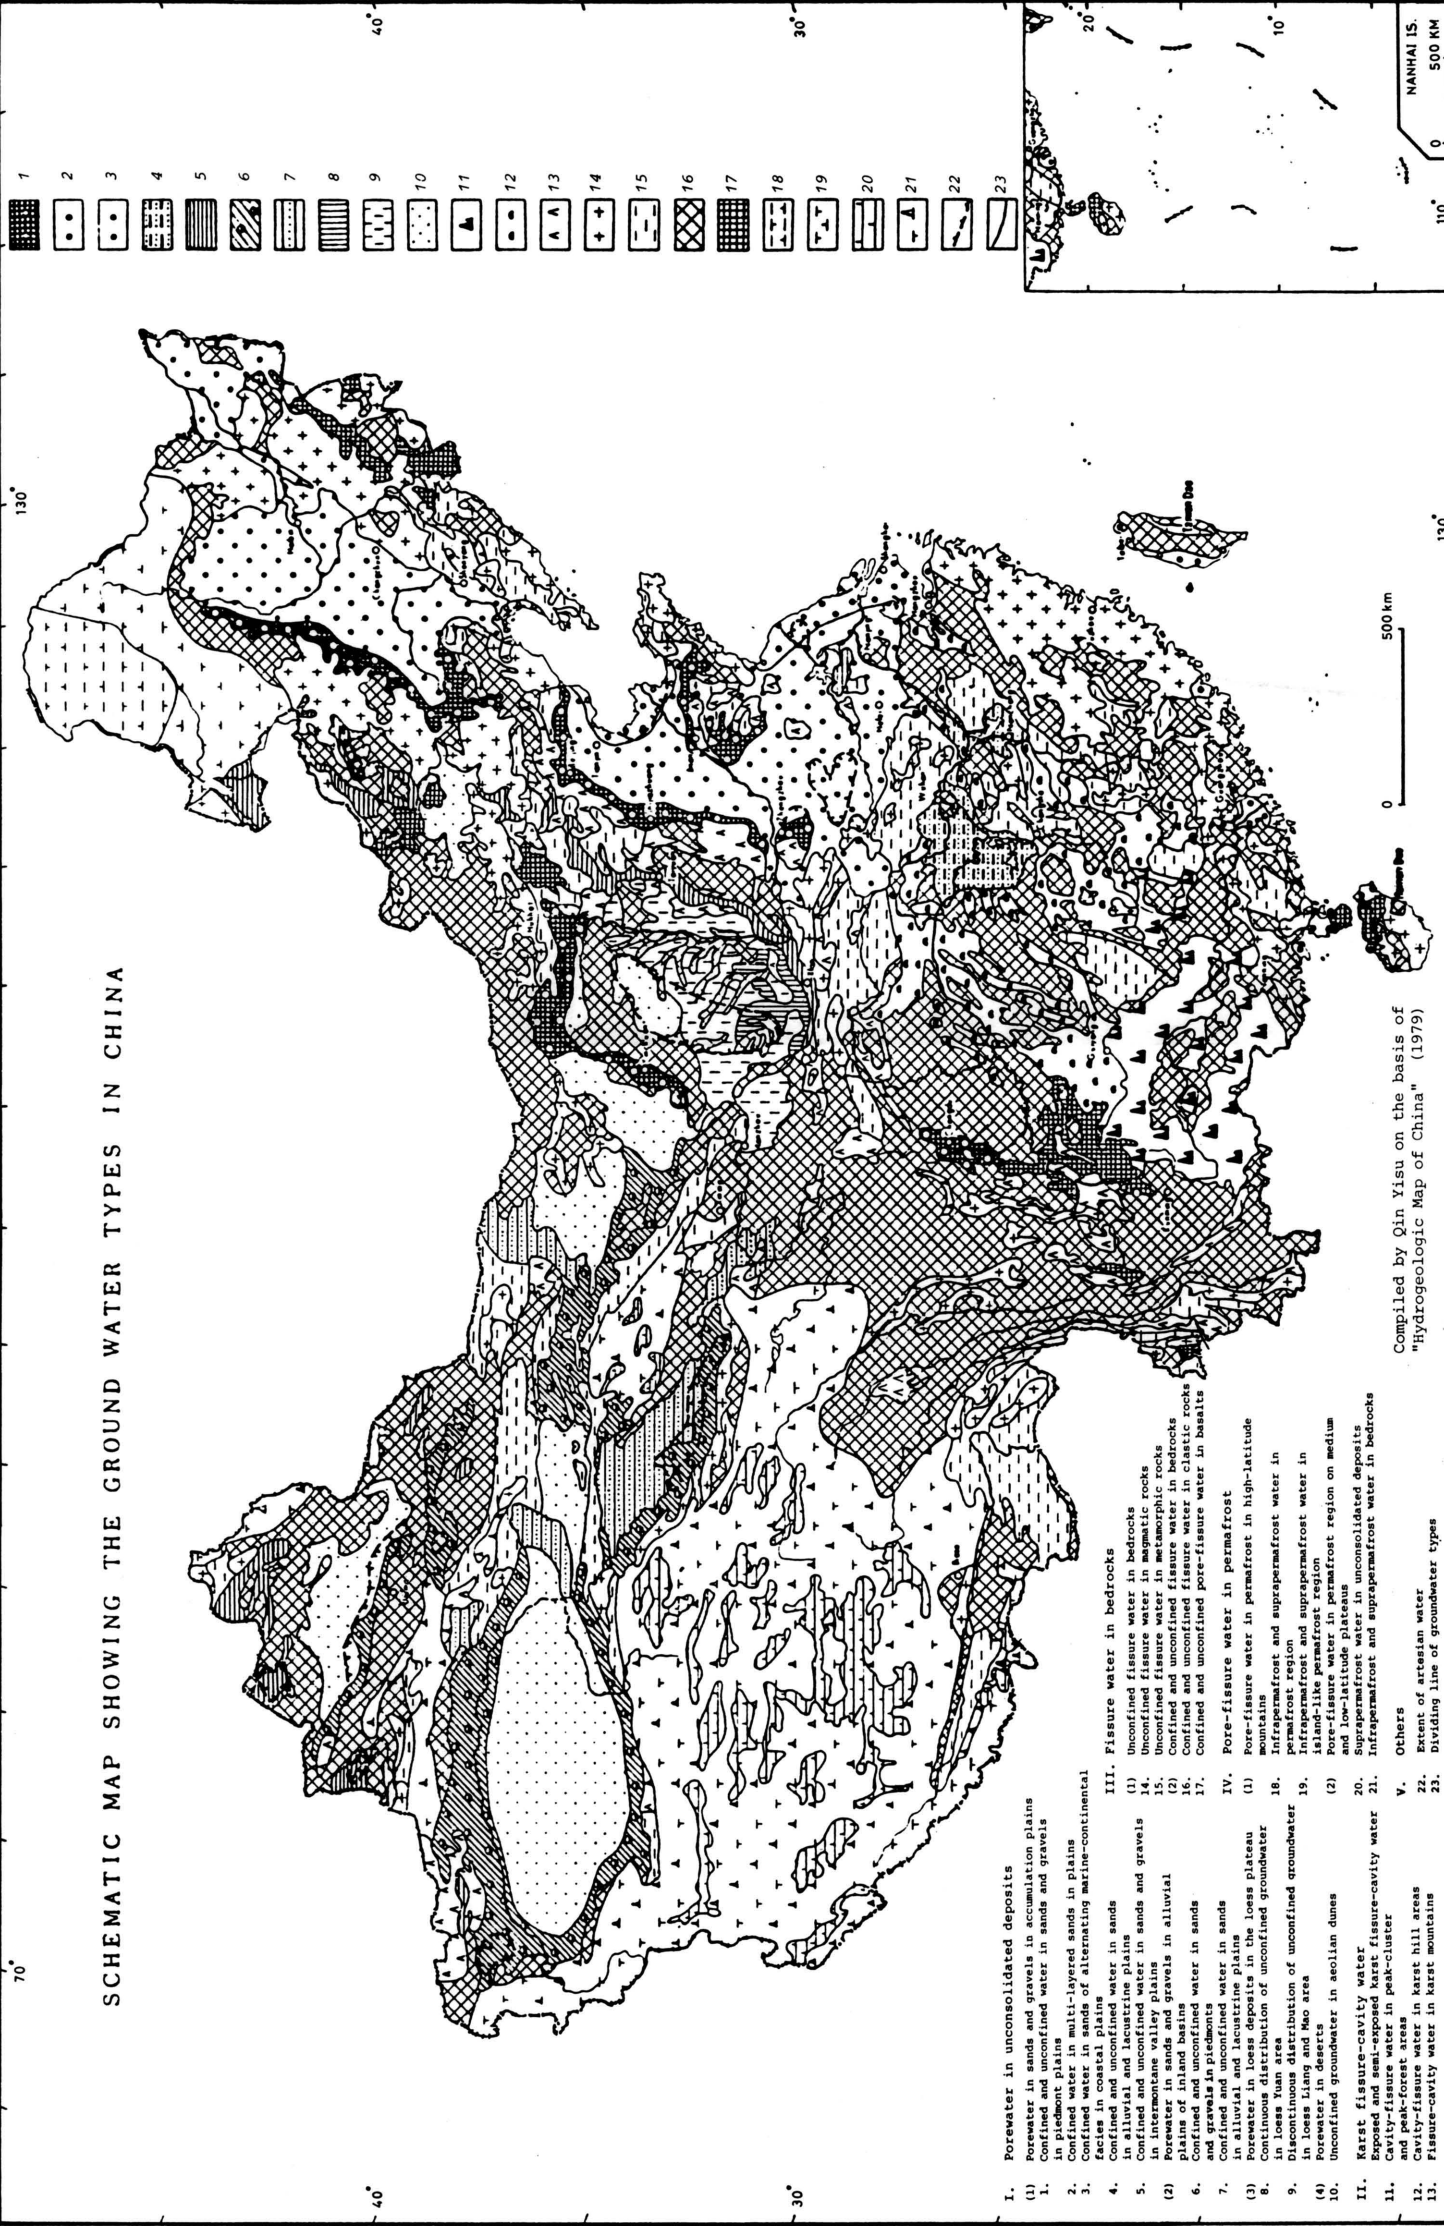 SCHEMATIC MAP SHOWING THE GROUND WATER TYPES IN CHINA
70°
130°
40°
30°
40°
30°
1
2
3
4
5
6
7
8
9
10
11
12
13
14
15
16
17
18
19
20
21
22
23
20°
10°
110°
NANHAI IS.
0 500 KM
130°
0 500 km
I. Porewater in unconsolidated deposits
(1) Porewater in sands and gravels in accumulation plains
1. Confined and unconfined water in sands and gravels
in piedmont plains
2. Confined water in multi-layered sands in plains
3. Confined water in sands of alternating marine-continental
facies in coastal plains
4. Confined and unconfined water in sands
in alluvial and lacustrine plains
5. Confined and unconfined water in sands and gravels
in intermontane valley plains
(2) Porewater in sands and gravels in alluvial
plains of inland basins
6. Confined and unconfined water in sands
and gravels in piedmonts
7. Confined and unconfined water in sands
in alluvial and lacustrine plains
(3) Porewater in loess deposits in the loess plateau
8. Continuous distribution of unconfined groundwater
in loess Yuan area
9. Discontinuous distribution of unconfined groundwater
in loess Liang and Mao area
(4) Porewater in deserts
10. Unconfined groundwater in aeolian dunes
II. Karst fissure-cavity water
Exposed and semi-exposed karst fissure-cavity water
11. Cavity-fissure water in peak-cluster
and peak-forest areas
12. Cavity-fissure water in karst hill areas
13. Fissure-cavity water in karst mountains
III. Fissure water in bedrocks
(1) Unconfined fissure water in bedrocks
14. Unconfined fissure water in magmatic rocks
15. Unconfined fissure water in metamorphic rocks
(2) Confined and unconfined fissure water in bedrocks
16. Confined and unconfined fissure water in clastic rocks
17. Confined and unconfined pore-fissure water in basalts
IV. Pore-fissure water in permafrost
(1) Pore-fissure water in permafrost in high-latitude
mountains
18. Infrapermafrost and suprapermafrost water in
permafrost region
19. Infrapermafrost and suprapermafrost water in
island-like permafrost region
(2) Pore-fissure water in permafrost region on medium
and low-latitude plateaus
20. Suprapermafrost water in unconsolidated deposits
21. Infrapermafrost and suprapermafrost water in bedrocks
V. Others
22. Extent of artesian water
23. Dividing line of groundwater types
Compiled by Qin Yisu on the basis of
"Hydrogeologic Map of China" (1979)